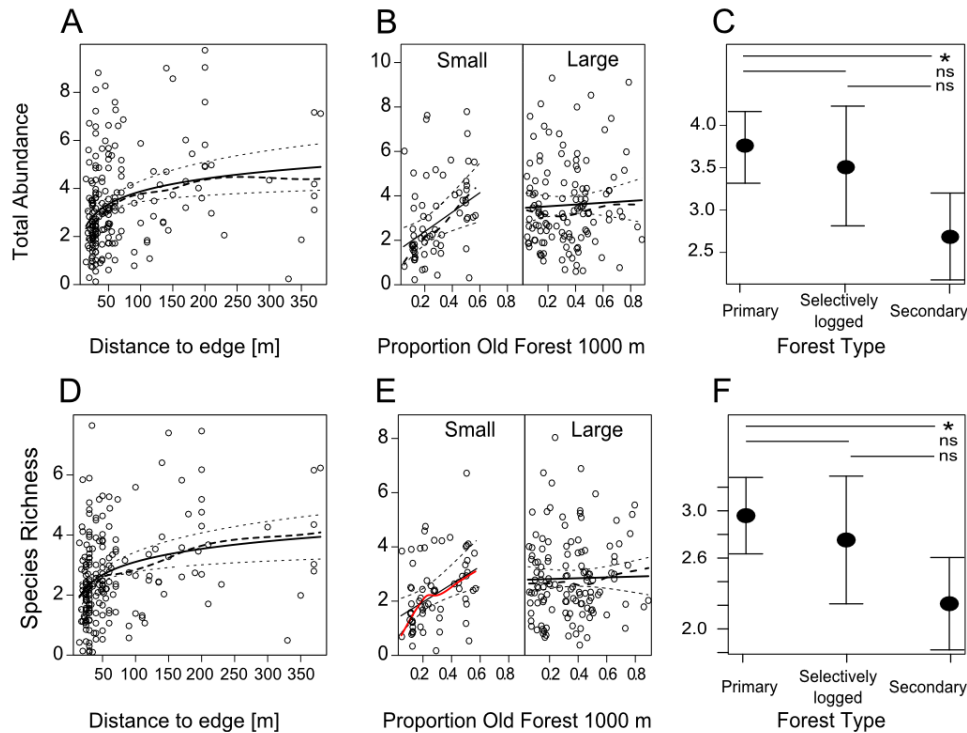 A
B
C
Total Abundance
0 2 4 6 8
50 100 150 200 250 300 350
Distance to edge [m]
Small
Large
0 2 4 6 8 10
0.2 0.4 0.6 0.8
0.2 0.4 0.6 0.8
Proportion Old Forest 1000 m
*
ns
ns
4.0
3.5
3.0
2.5
Primary
Selectively
logged
Secondary
Forest Type
D
E
F
Species Richness
0 2 4 6
50 100 150 200 250 300 350
Distance to edge [m]
Small
Large
0 2 4 6 8
0.2 0.4 0.6 0.8
0.2 0.4 0.6 0.8
Proportion Old Forest 1000 m
*
ns
ns
3.0
2.6
2.0
Primary
Selectively
logged
Secondary
Forest Type